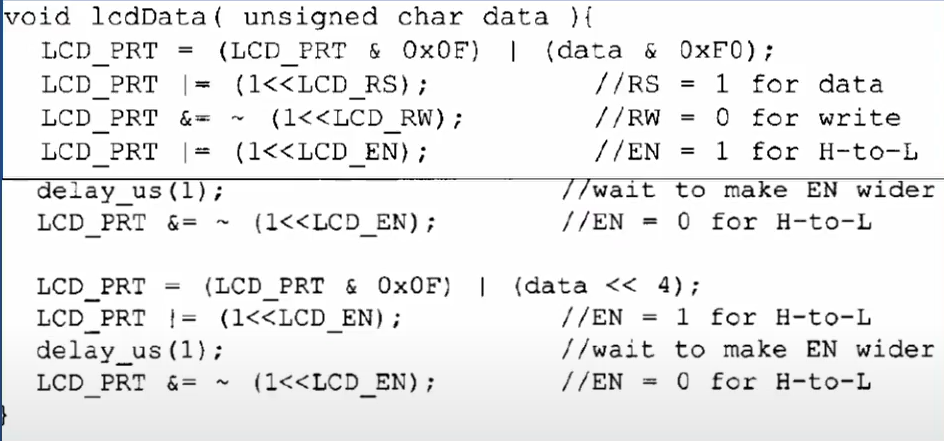 void lcdData( unsigned char data ){
LCD_PRT = (LCD_PRT & 0x0F) | (data & 0xF0);
LCD_PRT |= (1<<LCD_RS); //RS = 1 for data
LCD_PRT &= ~ (1<<LCD_RW); //RW = 0 for write
LCD_PRT |= (1<<LCD_EN); //EN = 1 for H-to-L
delay_us(1); //wait to make EN wider
LCD_PRT &= ~ (1<<LCD_EN); //EN = 0 for H-to-L
LCD_PRT = (LCD_PRT & 0x0F) | (data << 4);
LCD_PRT |= (1<<LCD_EN); //EN = 1 for H-to-L
delay_us(1); //wait to make EN wider
LCD_PRT &= ~ (1<<LCD_EN); //EN = 0 for H-to-L
}